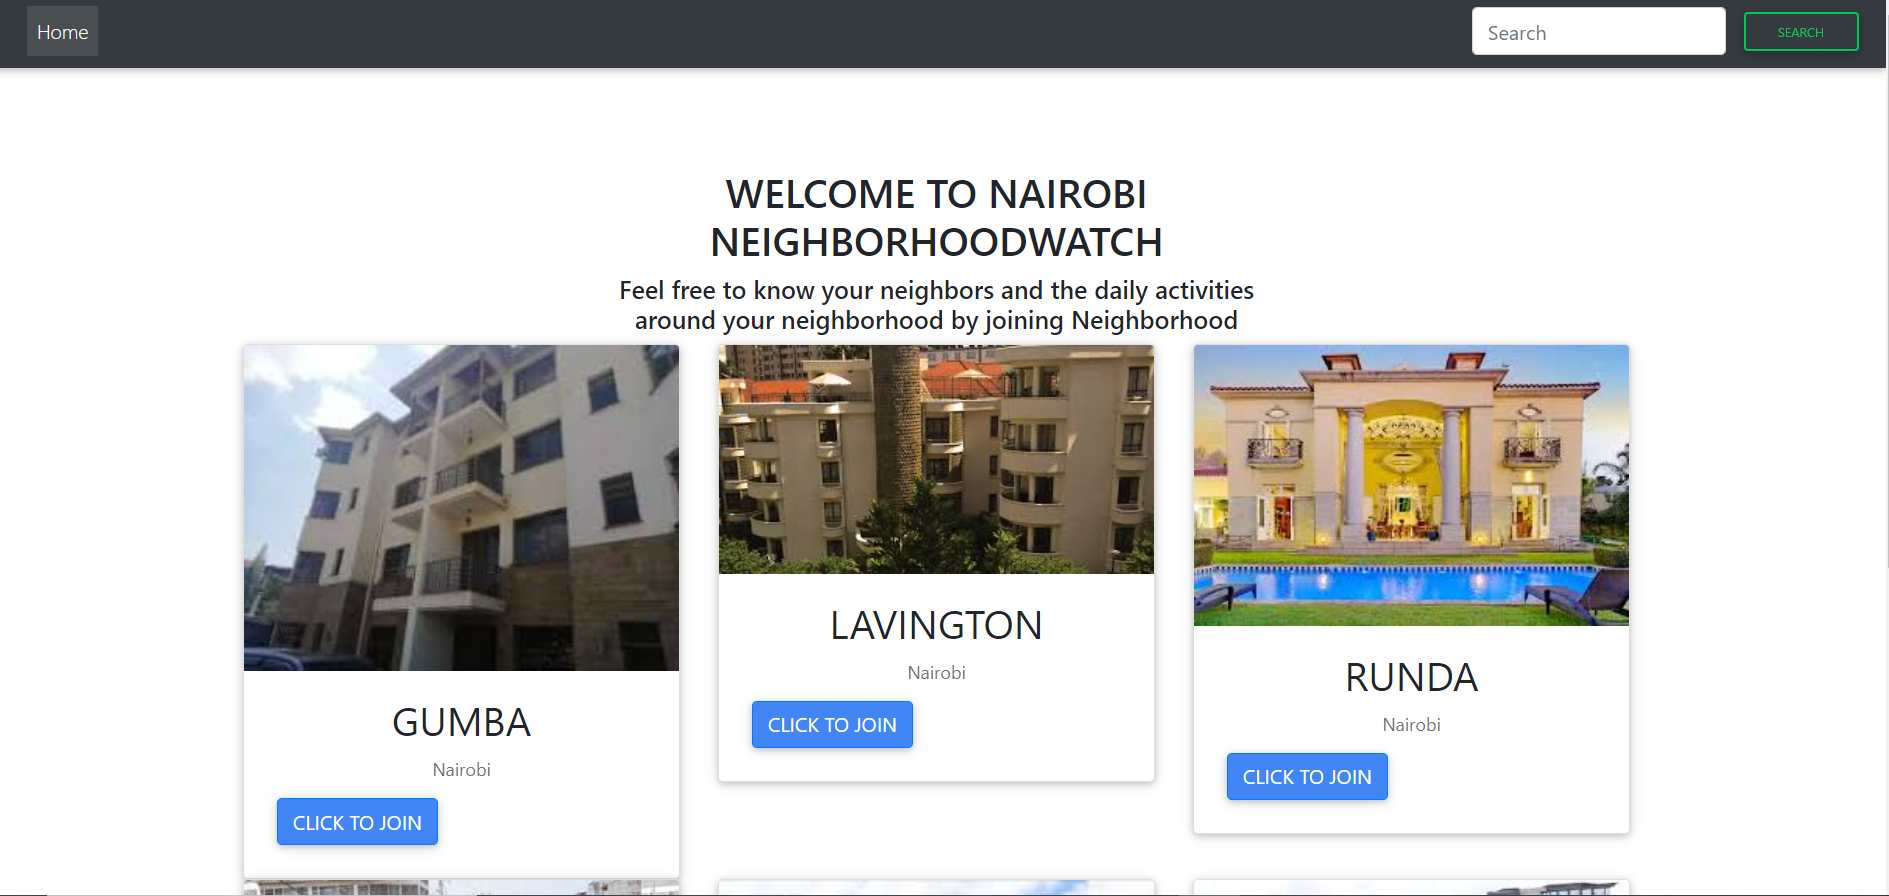 Home
Search
SEARCH
WELCOME TO NAIROBI
NEIGHBORHOODWATCH
Feel free to know your neighbors and the daily activities
around your neighborhood by joining Neighborhood
GUMBA
Nairobi
CLICK TO JOIN
LAVINGTON
Nairobi
CLICK TO JOIN
RUNDA
Nairobi
CLICK TO JOIN